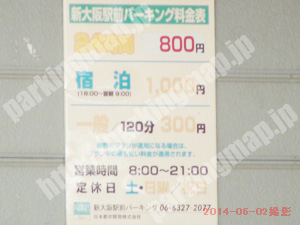 新大阪駅前パーキング料金表
800円
宿泊 1,000円
(18:00~翌朝 9:00)
一般/120分 300円
営業時間 8:00~21:00
定休日 土・日曜/祝日
新大阪駅前パーキング 06-6327-2077
2014-06-02撮影